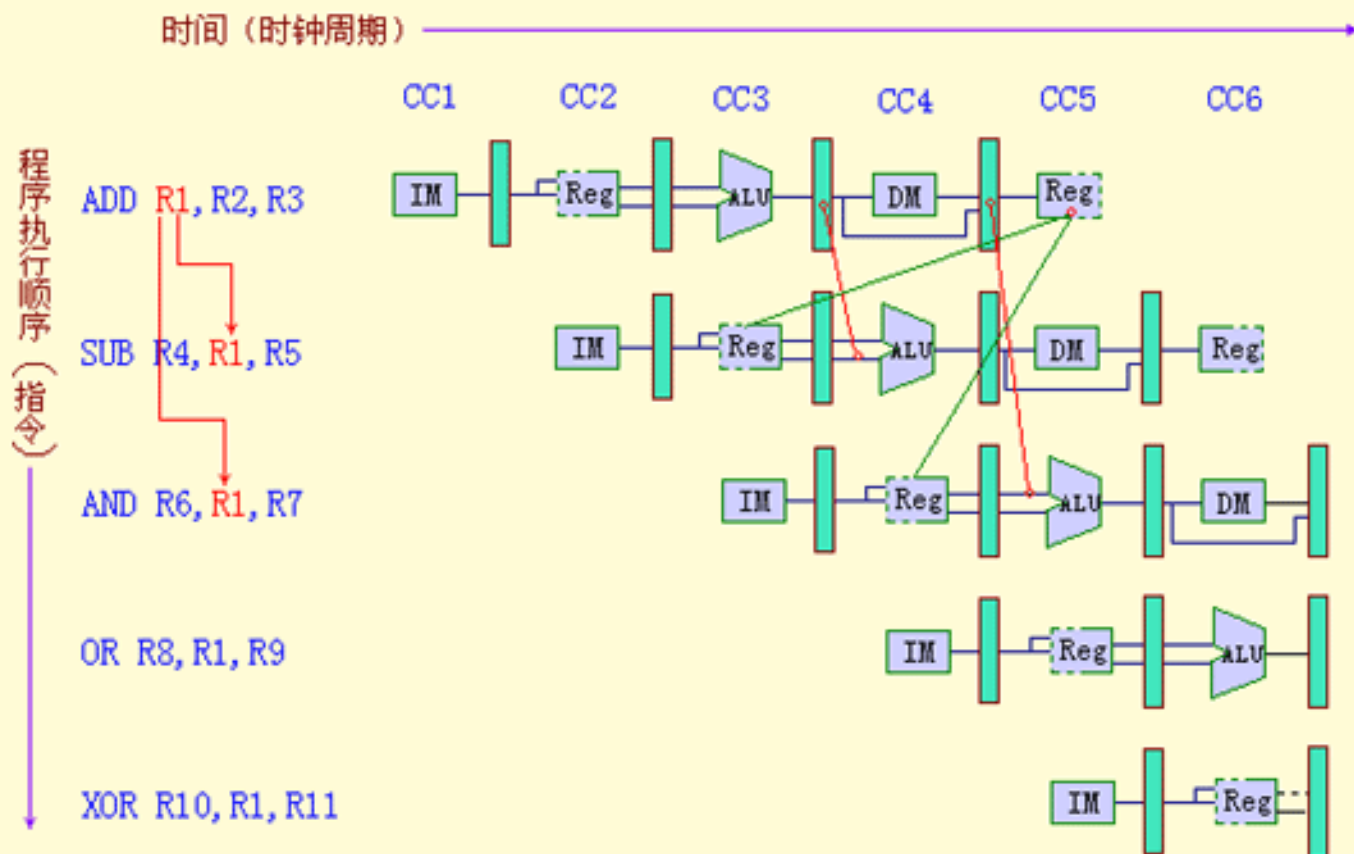 时间（时钟周期）
CC1 CC2 CC3 CC4 CC5 CC6
程序执行顺序（指令）
ADD R1,R2,R3 IM Reg ALU DM Reg
SUB R4,R1,R5 IM Reg ALU DM Reg
AND R6,R1,R7 IM Reg ALU DM
OR R8,R1,R9 IM Reg ALU
XOR R10,R1,R11 IM Reg